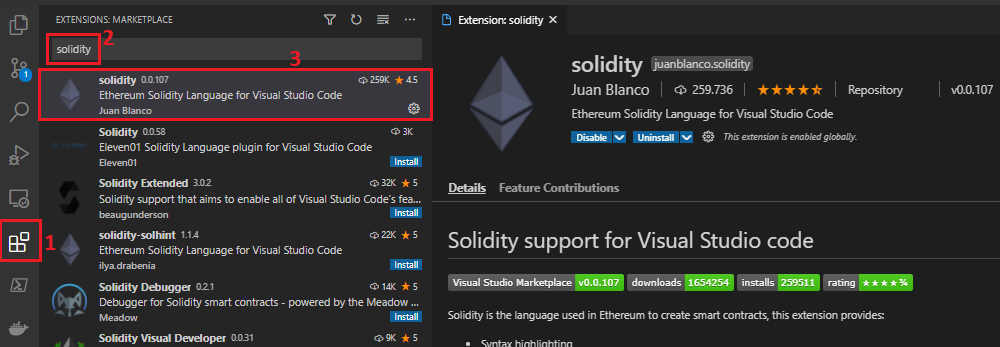 EXTENSIONS: MARKETPLACE
2
solidity
3
solidity 0.0.107 259K ★ 4.5
Ethereum Solidity Language for Visual Studio Code
Juan Blanco
Solidity 0.0.58 3K
Eleven01 Solidity Language plugin for Visual Studio Code
Eleven01 Install
Solidity Extended 3.0.2 32K ★ 5
Solidity support that aims to enable all of Visual Studio Code's fea...
beaugunderson Install
solidity-solhint 1.1.4 22K ★ 5
Ethereum Solidity Language for Visual Studio Code
ilya.drabenia Install
Solidity Debugger 0.2.1 14K ★ 5
Debugger for Solidity smart contracts - powered by the Meadow ...
Meadow Install
Solidity Visual Developer 0.0.31 9K ★ 5
1
1
Extension: solidity
solidity juanblanco.solidity
Juan Blanco 259.736 Repository v0.0.107
Ethereum Solidity Language for Visual Studio Code
Disable Uninstall This extension is enabled globally.
Details Feature Contributions
Solidity support for Visual Studio code
Visual Studio Marketplace v0.0.107 downloads 1654254 installs 259511 rating ★★★★¾
Solidity is the language used in Ethereum to create smart contracts, this extension provides:
• Syntax highlighting